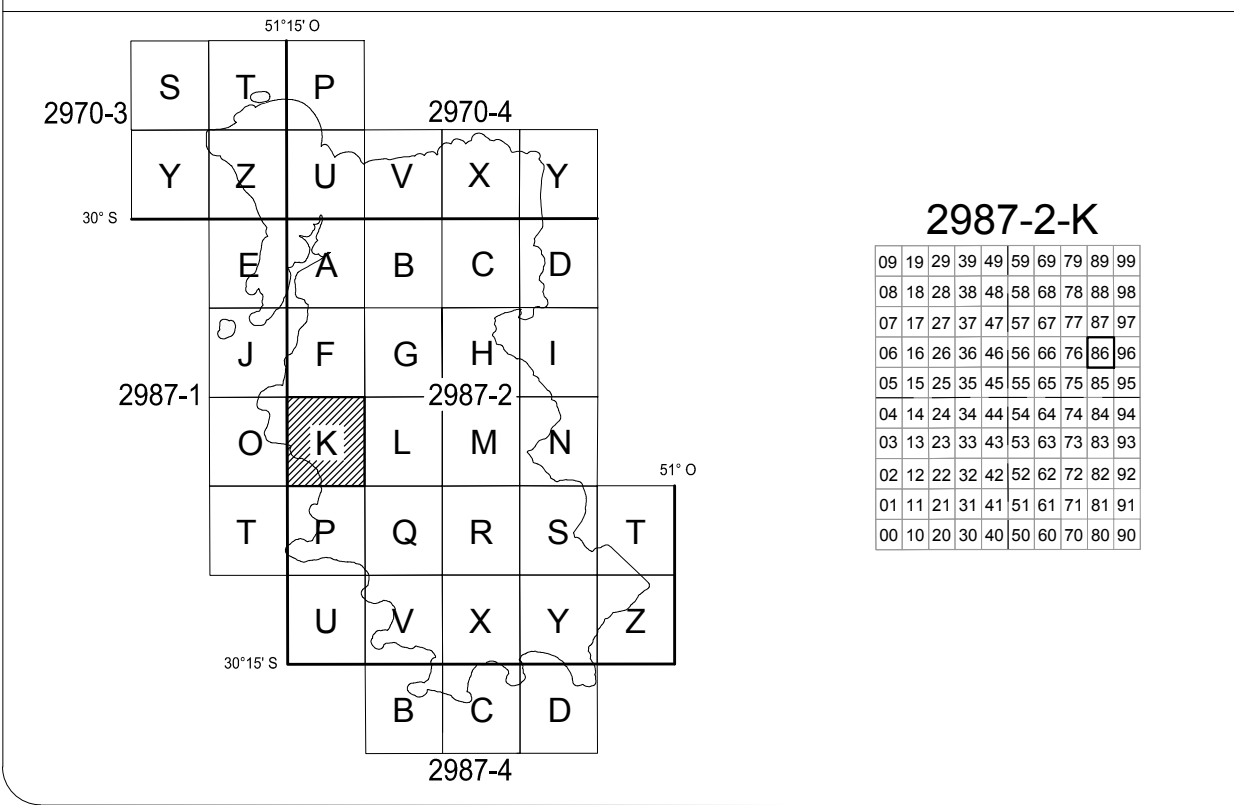 51°15' O
S T P
2970-3
2970-4
Y Z U V X Y
30° S
E A B C D
J F G H I
2987-1
2987-2
O K L M N
51° O
T P Q R S T
U V X Y Z
30°15' S
B C D
2987-4
2987-2-K
09 19 29 39 49 59 69 79 89 99
08 18 28 38 48 58 68 78 88 98
07 17 27 37 47 57 67 77 87 97
06 16 26 36 46 56 66 76 86 96
05 15 25 35 45 55 65 75 85 95
04 14 24 34 44 54 64 74 84 94
03 13 23 33 43 53 63 73 83 93
02 12 22 32 42 52 62 72 82 92
01 11 21 31 41 51 61 71 81 91
00 10 20 30 40 50 60 70 80 90